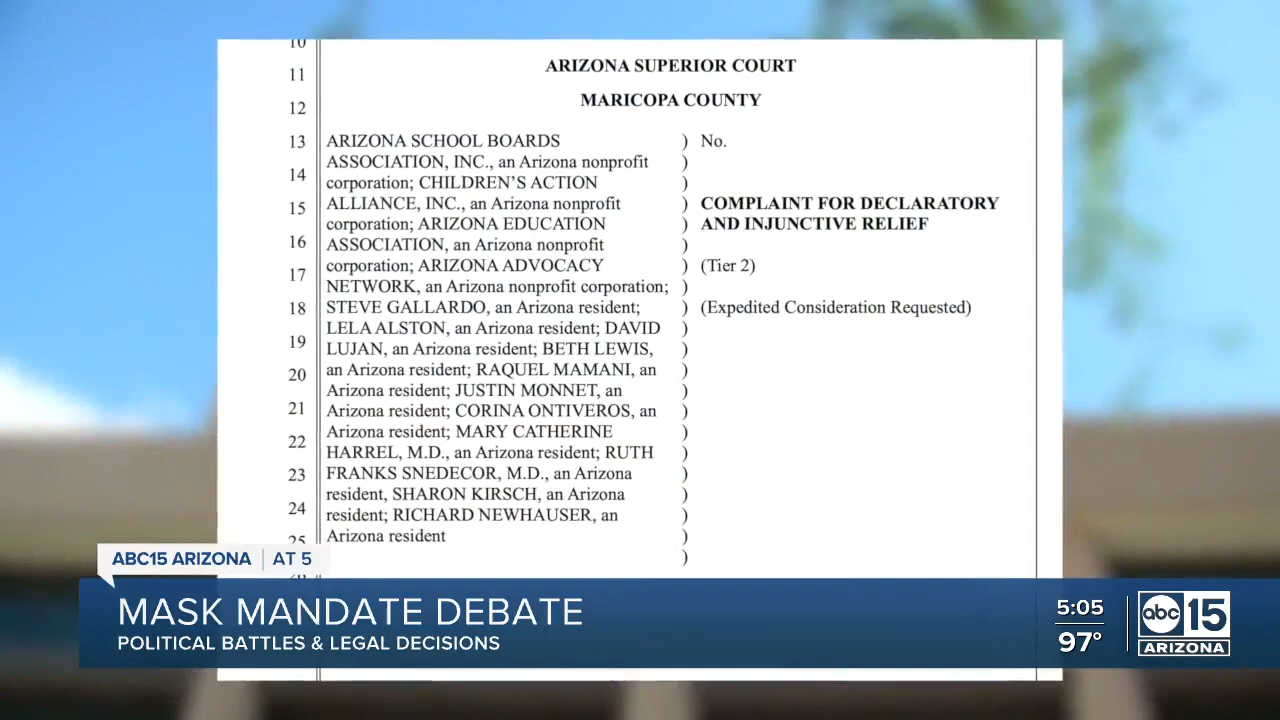 10
11 ARIZONA SUPERIOR COURT
12 MARICOPA COUNTY
13 ARIZONA SCHOOL BOARDS ) No.
ASSOCIATION, INC., an Arizona nonprofit )
14 corporation; CHILDREN'S ACTION )
15 ALLIANCE, INC., an Arizona nonprofit ) COMPLAINT FOR DECLARATORY
corporation; ARIZONA EDUCATION ) AND INJUNCTIVE RELIEF
16 ASSOCIATION, an Arizona nonprofit )
17 corporation; ARIZONA ADVOCACY ) (Tier 2)
NETWORK, an Arizona nonprofit corporation; )
18 STEVE GALLARDO, an Arizona resident; ) (Expedited Consideration Requested)
LELA ALSTON, an Arizona resident; DAVID )
19 LUJAN, an Arizona resident; BETH LEWIS, )
20 an Arizona resident; RAQUEL MAMANI, an )
Arizona resident; JUSTIN MONNET, an )
21 Arizona resident; CORINA ONTIVEROS, an )
22 Arizona resident; MARY CATHERINE )
HARREL, M.D., an Arizona resident; RUTH )
23 FRANKS SNEDECOR, M.D., an Arizona )
resident, SHARON KIRSCH, an Arizona )
24 resident; RICHARD NEWHAUSER, an )
25 Arizona resident )
)
ABC15 ARIZONA | AT 5
MASK MANDATE DEBATE
POLITICAL BATTLES & LEGAL DECISIONS
5:05
97°
abc 15
ARIZONA